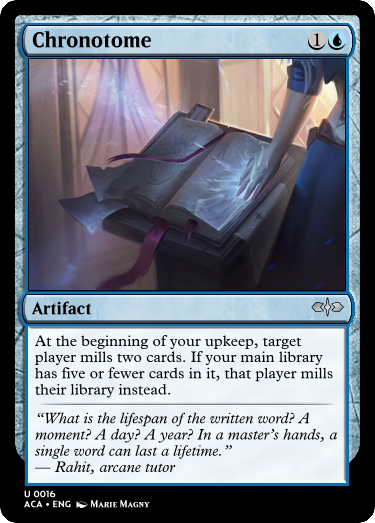 Chronotome
1
Artifact
At the beginning of your upkeep, target
player mills two cards. If your main library
has five or fewer cards in it, that player mills
their library instead.
“What is the lifespan of the written word? A
moment? A day? A year? In a master’s hands, a
single word can last a lifetime.”
— Rahit, arcane tutor
U 0016
ACA • ENG Marie Magny